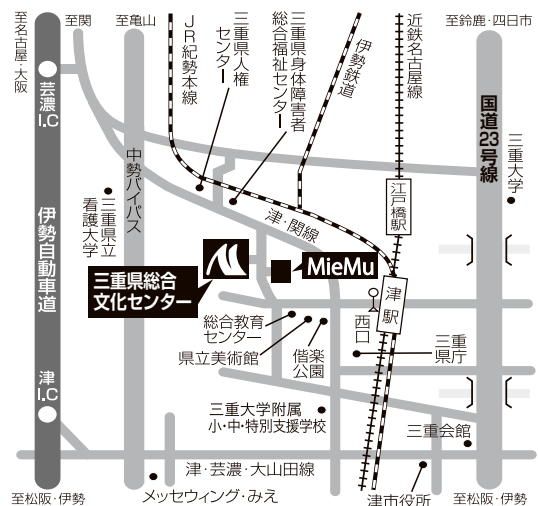 至名古屋・大阪
至関
至亀山
JR紀勢本線
三重県人権
センター
三重県身体障害者
総合福祉センター
伊勢鉄道
近鉄名古屋線
至鈴鹿・四日市
芸濃
I.C
中勢バイパス
国道23号線
三重大学
三重県立
看護大学
江戸橋駅
津・関線
伊勢自動車道
三重県総合
文化センター
MieMu
津駅
西口
総合教育
センター
県立美術館
偕楽
公園
三重
県庁
津
I.C
三重大学附属
小・中・特別支援学校
三重会館
津・芸濃・大山田線
メッセウィング・みえ
津市役所
至松阪・伊勢
至松阪・伊勢